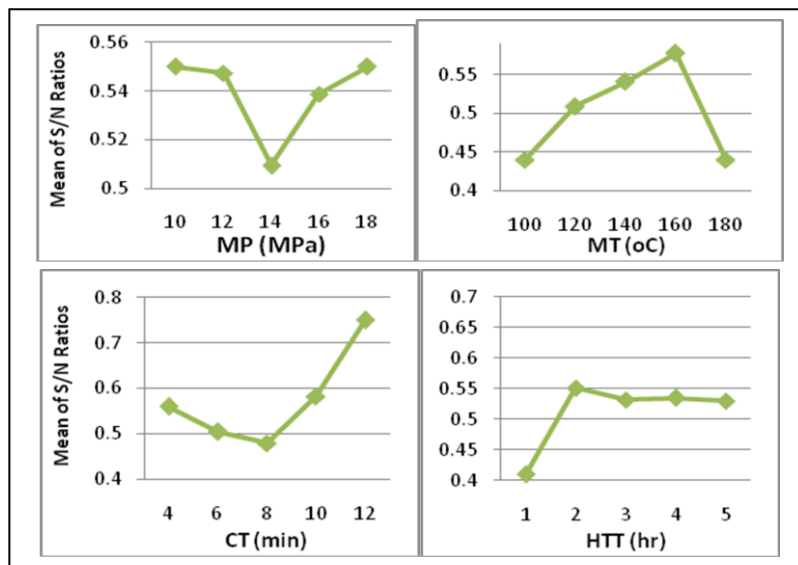 Mean of S/N Ratios
0.56
0.54
0.52
0.5
10 12 14 16 18
MP (MPa)
0.55
0.5
0.45
0.4
100 120 140 160 180
MT (oC)
Mean of S/N Ratios
0.8
0.7
0.6
0.5
0.4
4 6 8 10 12
CT (min)
0.7
0.65
0.6
0.55
0.5
0.45
0.4
1 2 3 4 5
HTT (hr)